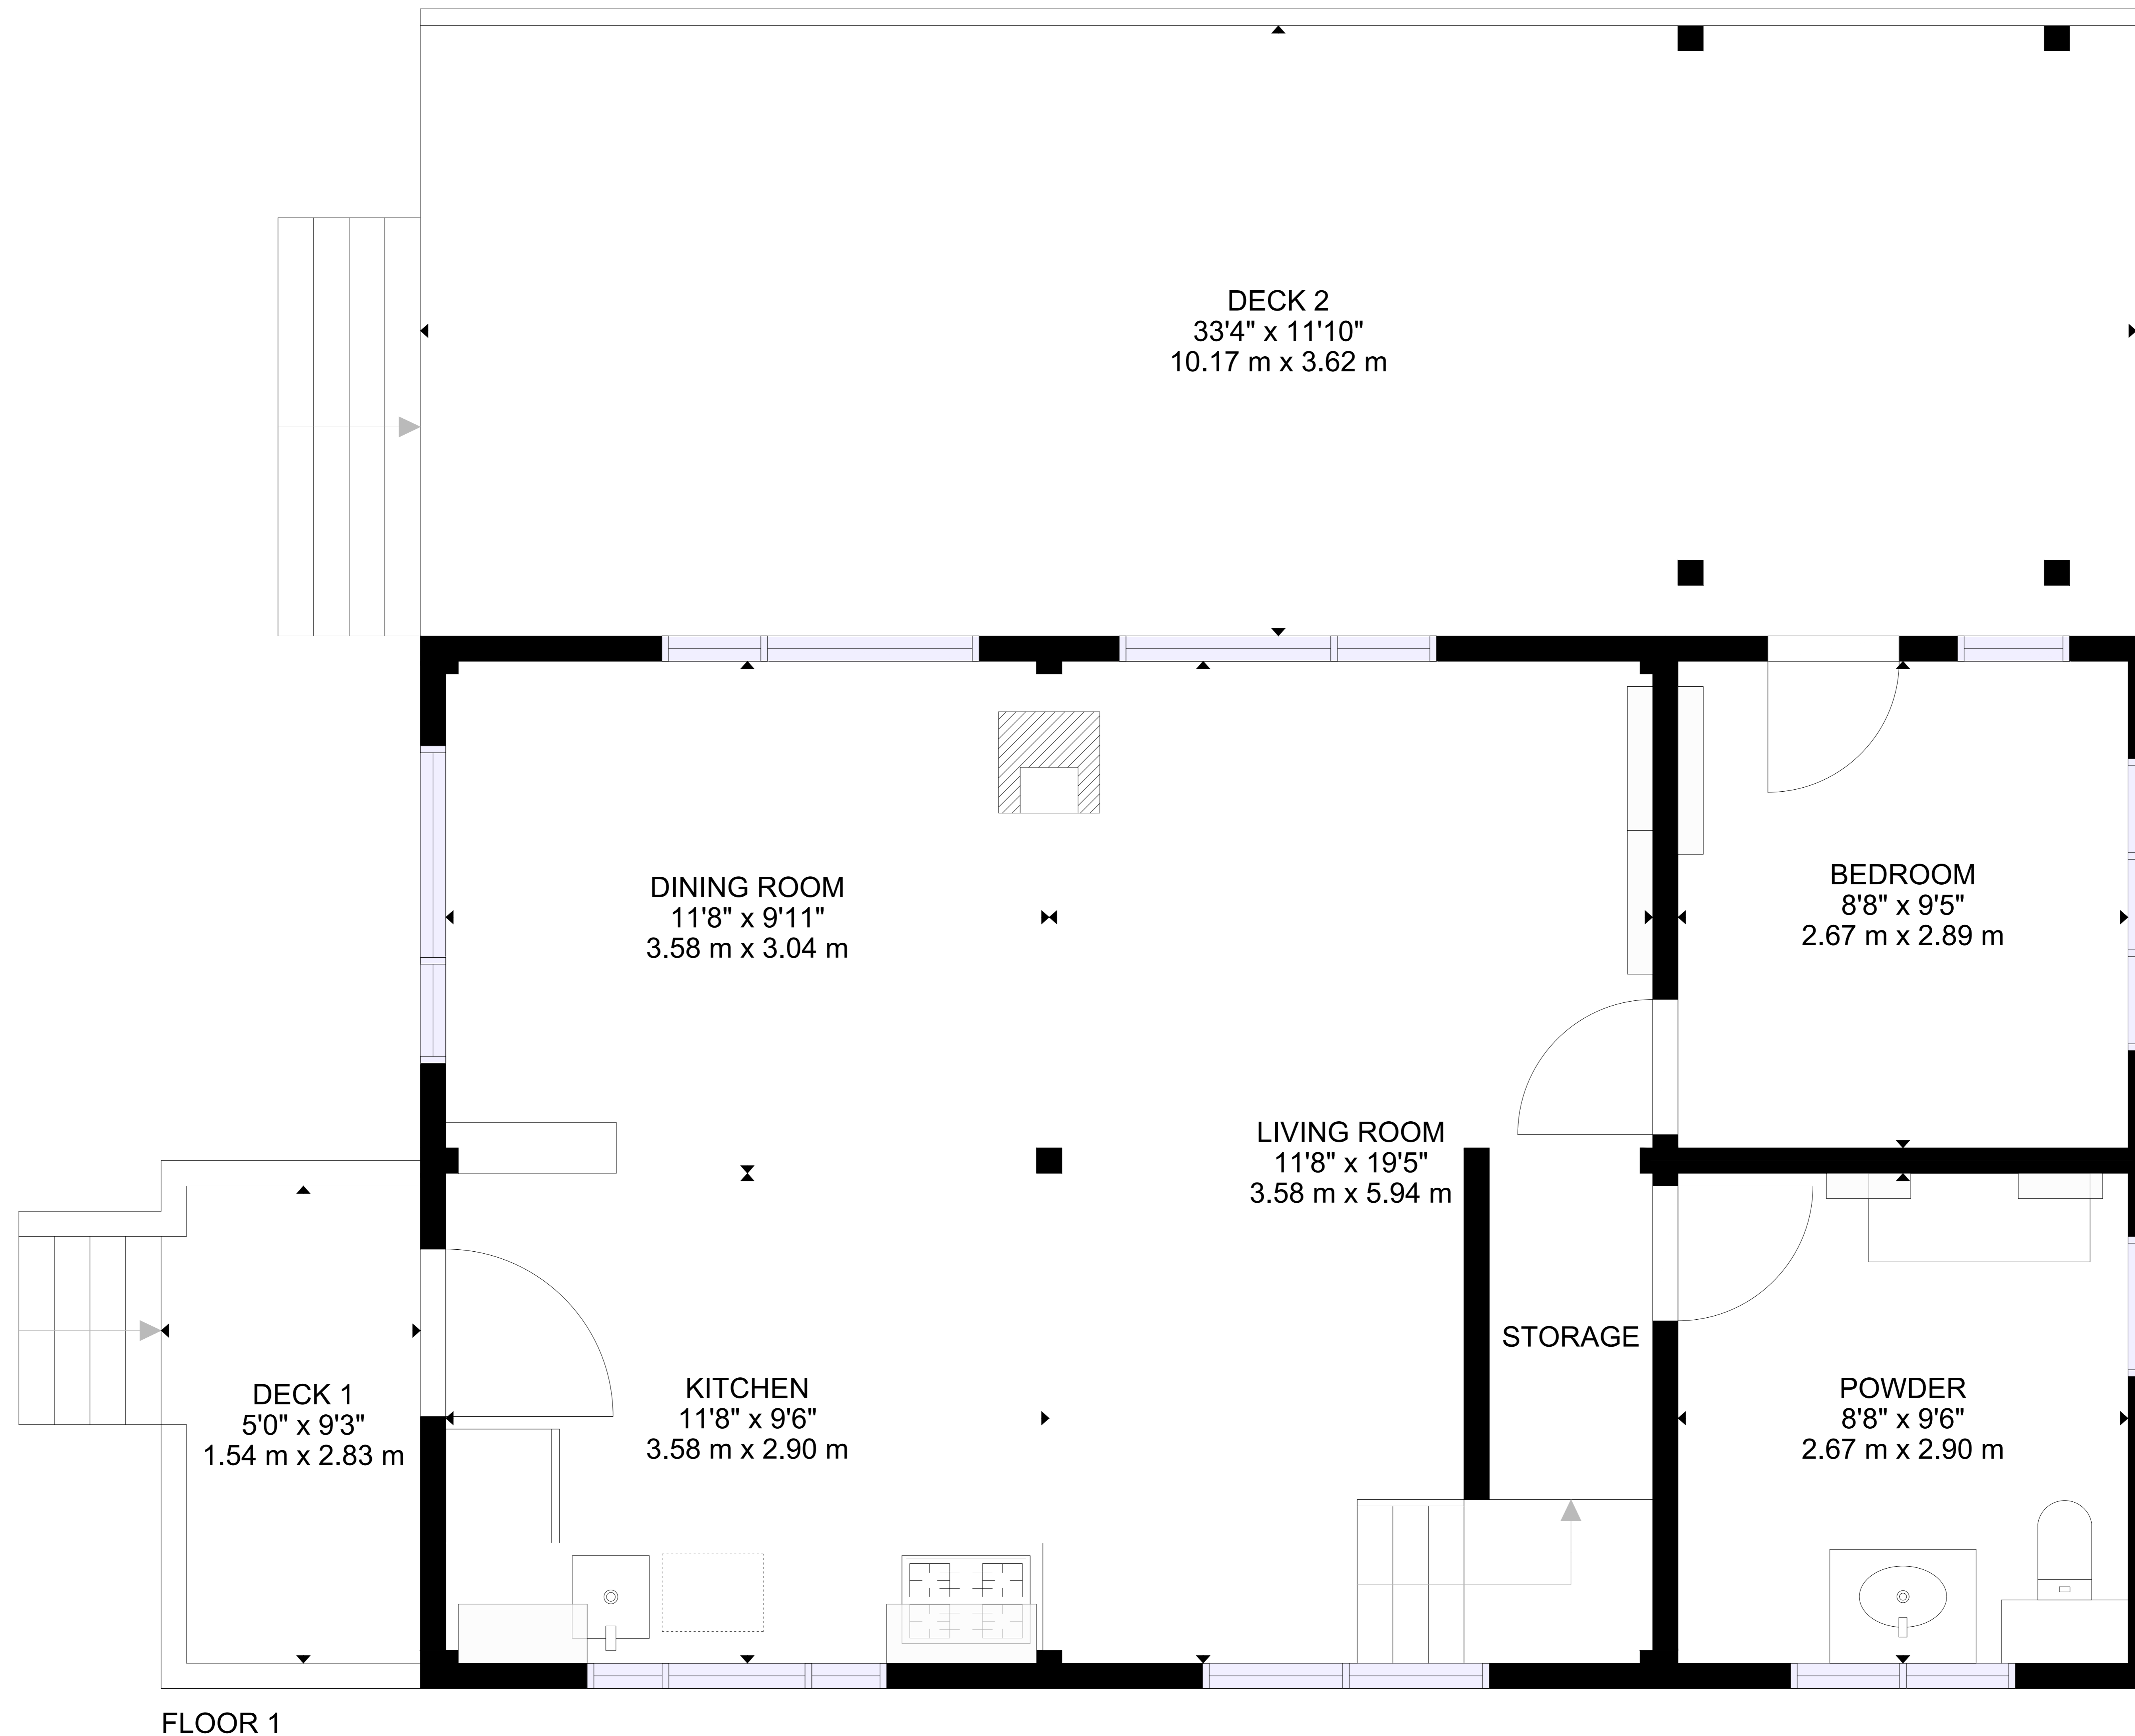 DECK 2
33'4" x 11'10"
10.17 m x 3.62 m
DINING ROOM
11'8" x 9'11"
3.58 m x 3.04 m
BEDROOM
8'8" x 9'5"
2.67 m x 2.89 m
LIVING ROOM
11'8" x 19'5"
3.58 m x 5.94 m
STORAGE
DECK 1
5'0" x 9'3"
1.54 m x 2.83 m
KITCHEN
11'8" x 9'6"
3.58 m x 2.90 m
POWDER
8'8" x 9'6"
2.67 m x 2.90 m
FLOOR 1